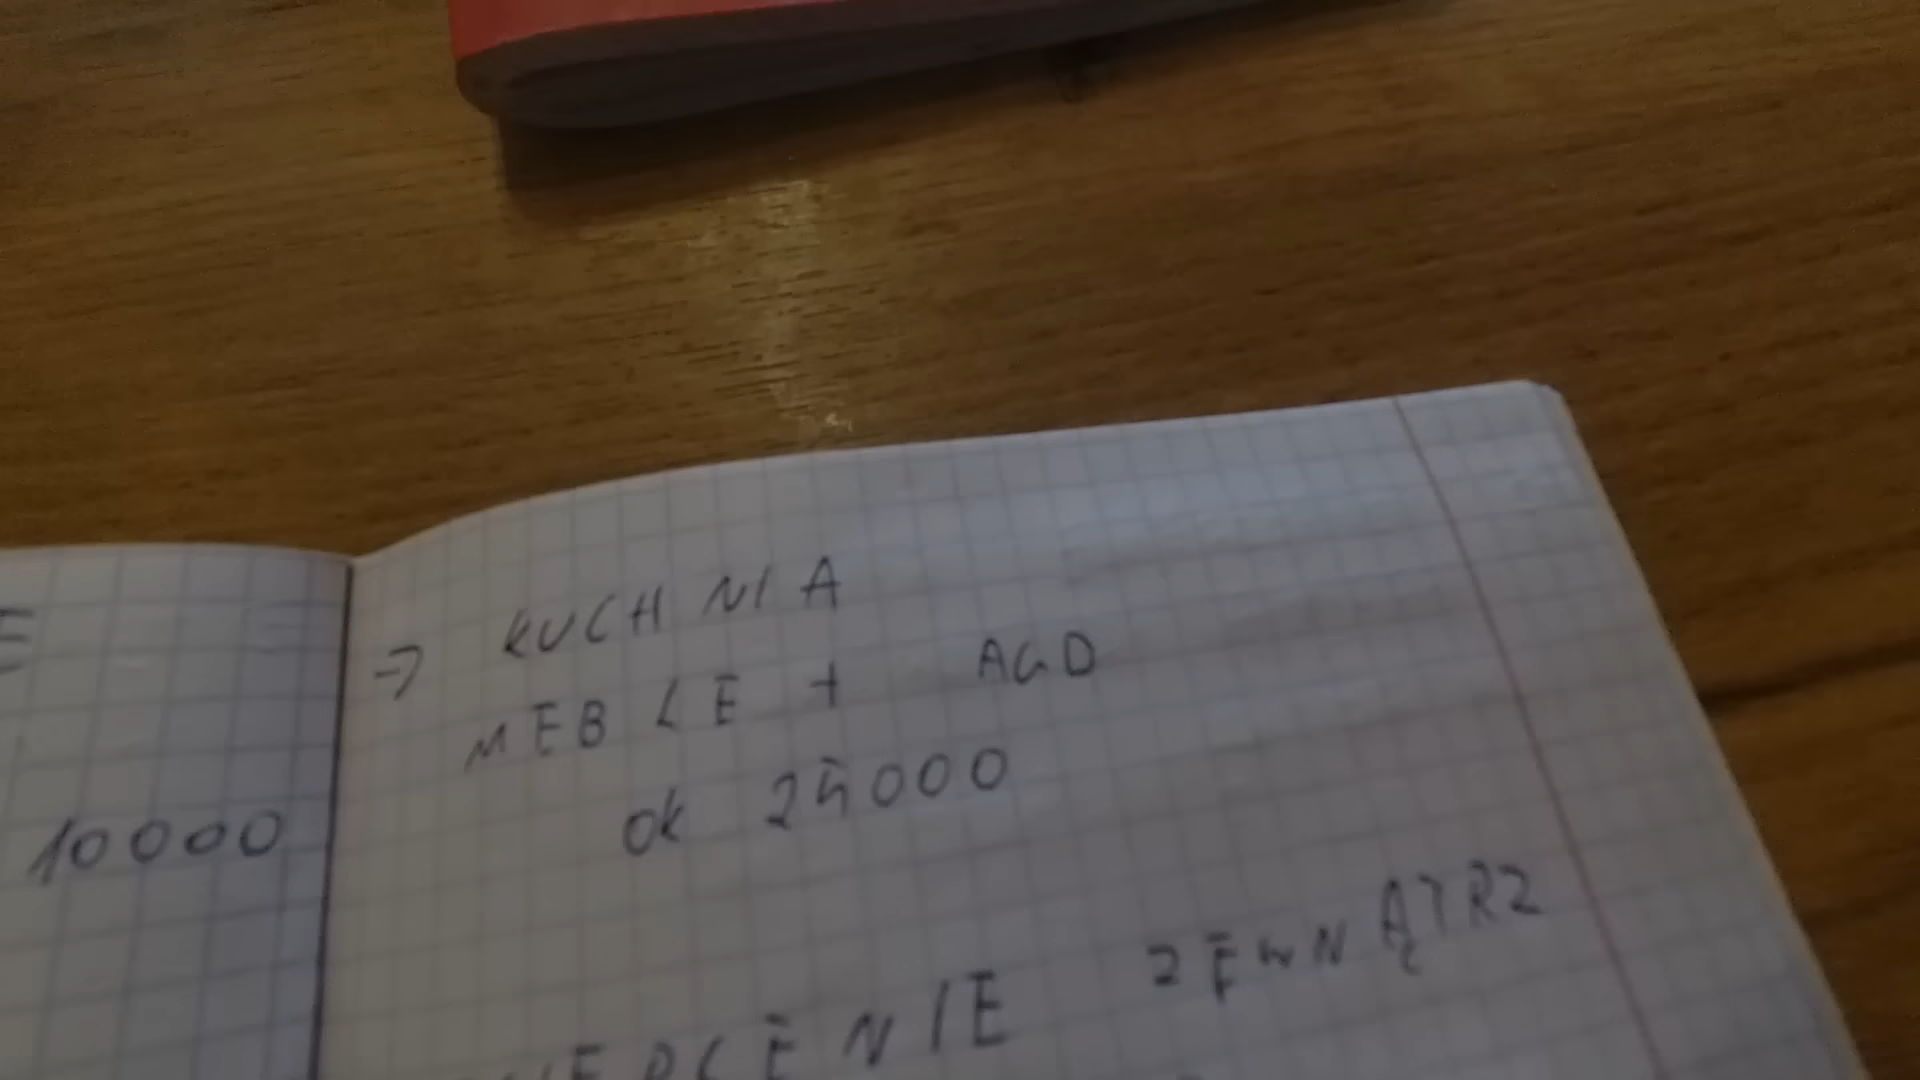 10000
→ KUCHNIA
MEBLE + AGD
ok 25000
ZEWNĄTRZ